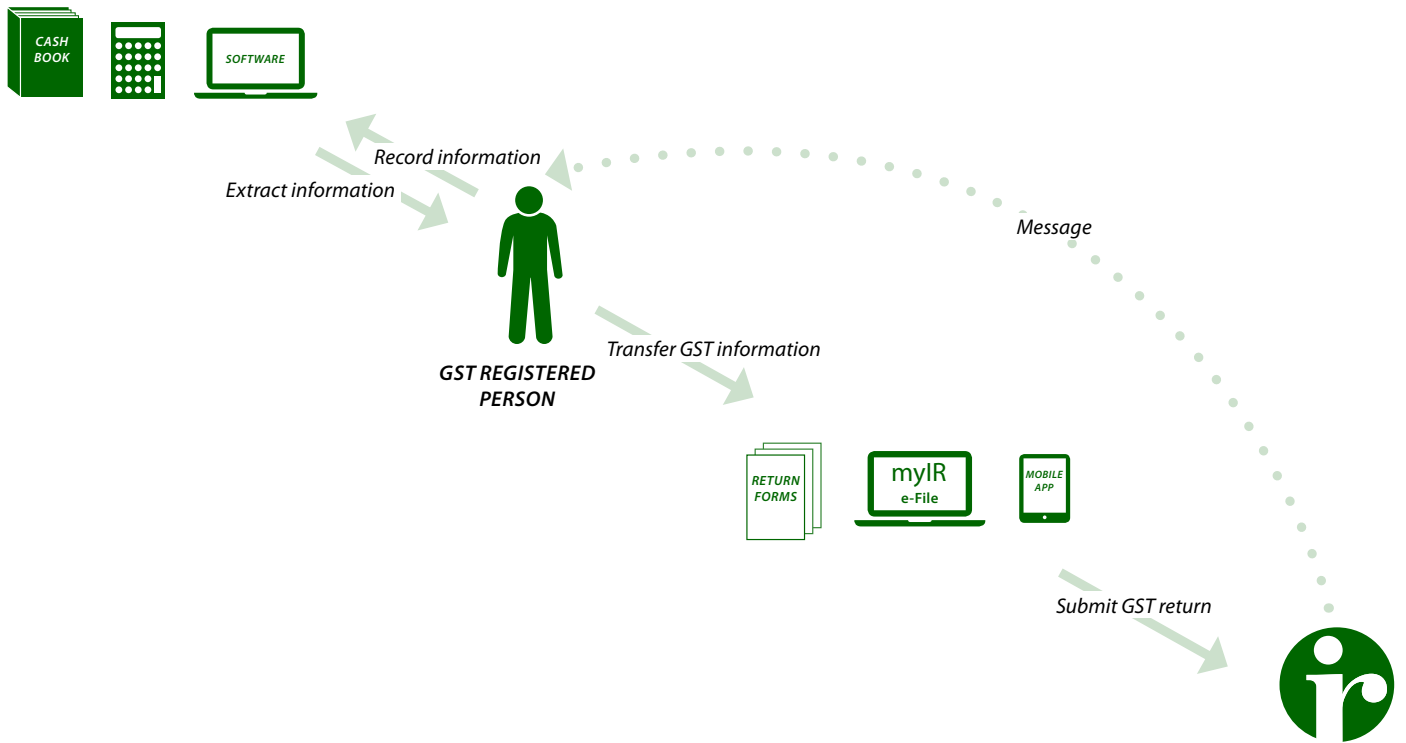 CASH
BOOK
SOFTWARE
Record information
Extract information
Message
Transfer GST information
GST REGISTERED
PERSON
RETURN
FORMS
myIR
e-File
MOBILE
APP
Submit GST return
ir